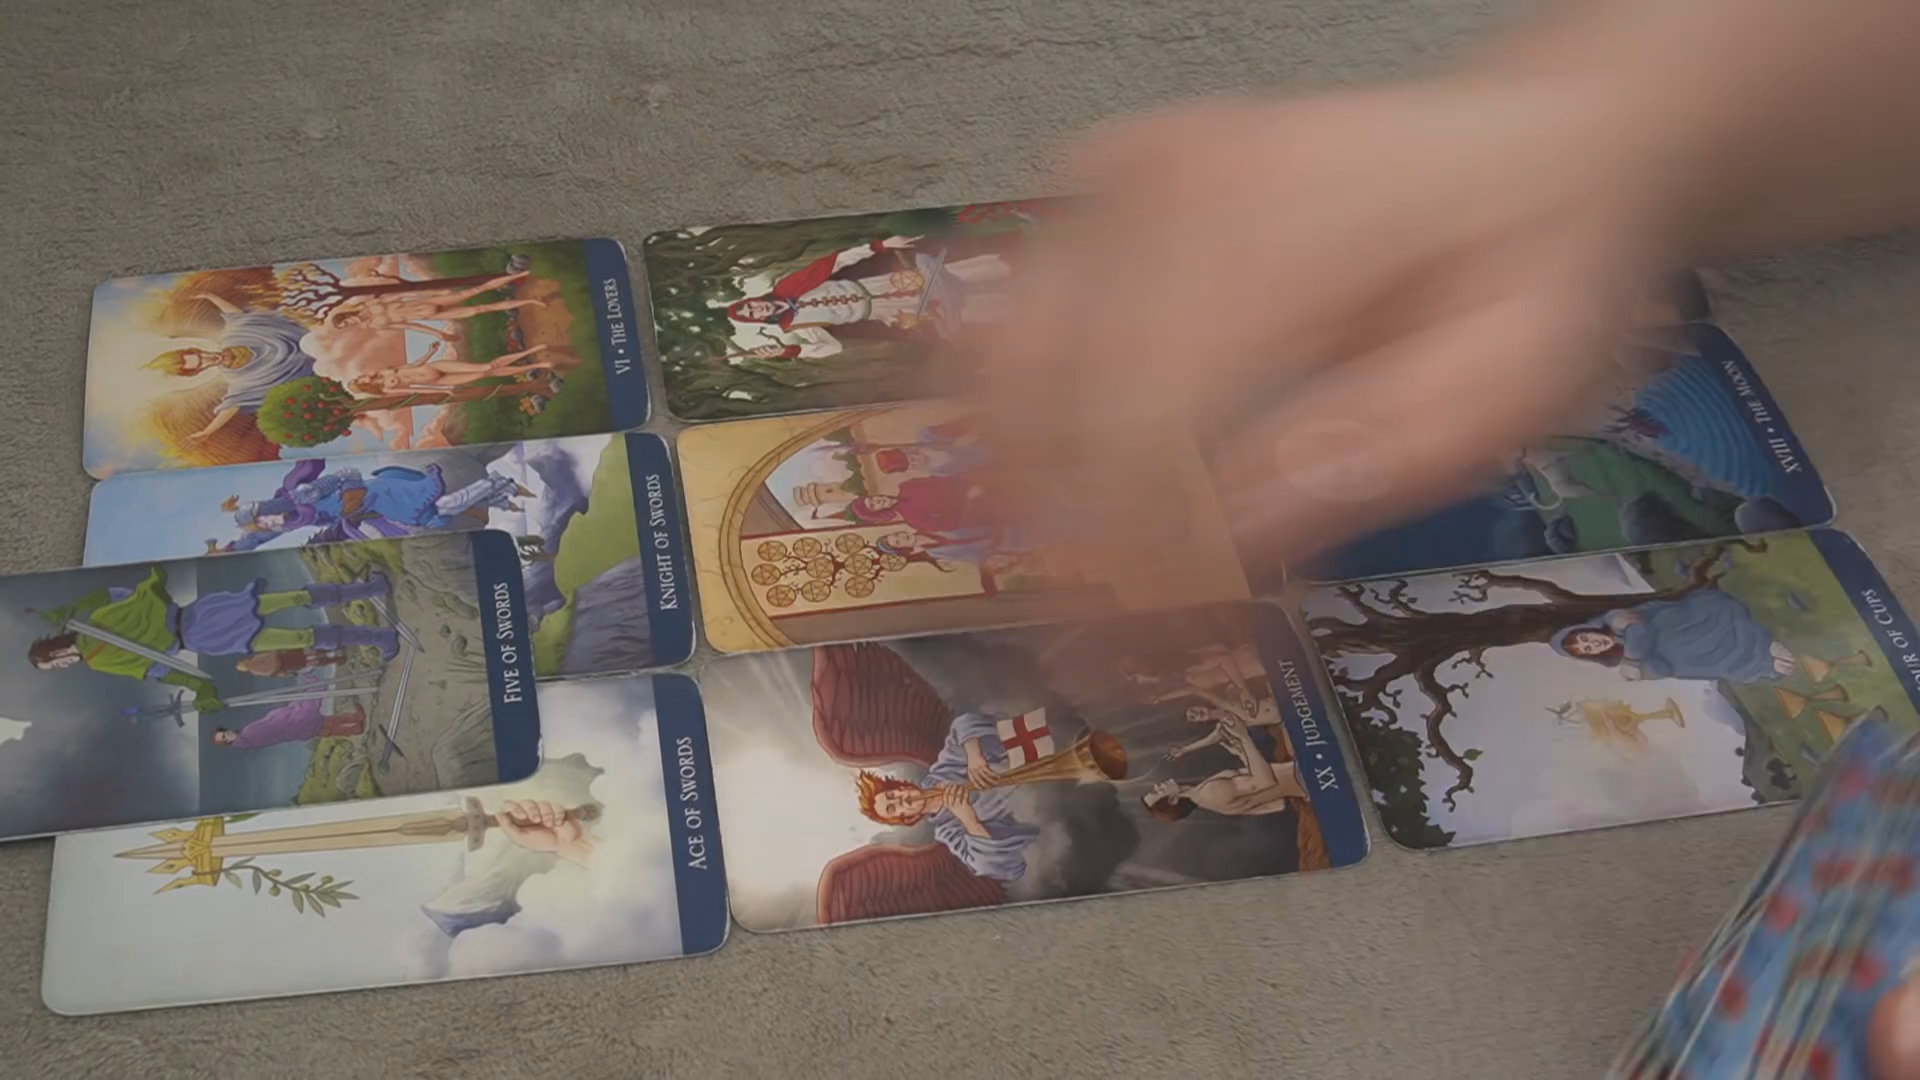 VI • THE LOVERS
KNIGHT OF SWORDS
XVIII • THE MOON
FIVE OF SWORDS
ACE OF SWORDS
XX • JUDGEMENT
OF CUPS